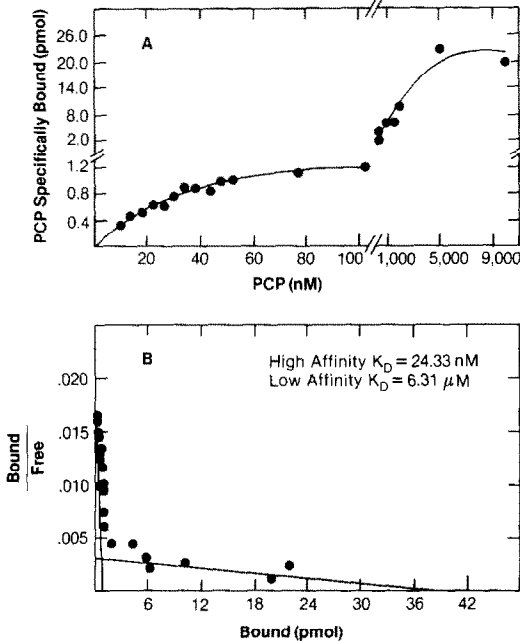 A
PCP Specifically Bound (pmol)
26.0
20.0
14.0
8.0
2.0
1.2
0.8
0.4
20 40 60 80 100 1,000 5,000 9,000
PCP (nM)
B
High Affinity K_D = 24.33 nM
Low Affinity K_D = 6.31 μM
Bound
Free
.020
.015
.010
.005
.000
6 12 18 24 30 36 42
Bound (pmol)